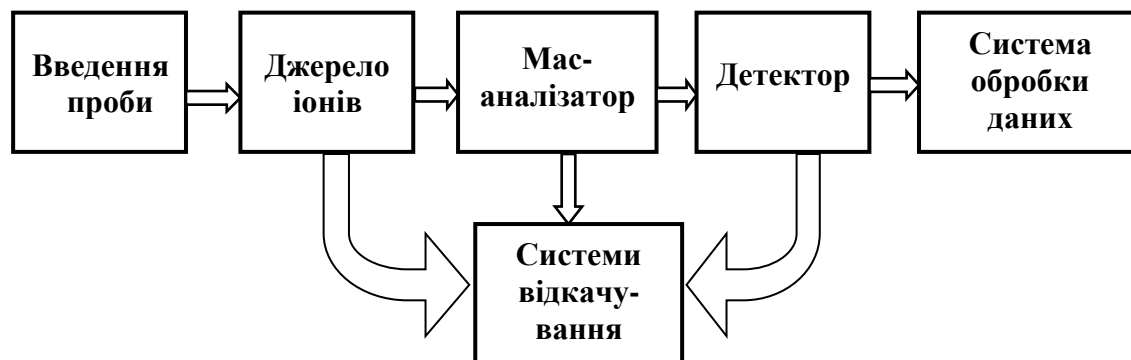 Введення
проби
Джерело
іонів
Мас-
аналізатор
Детектор
Система
обробки
даних
Системи
відкачу-
вання